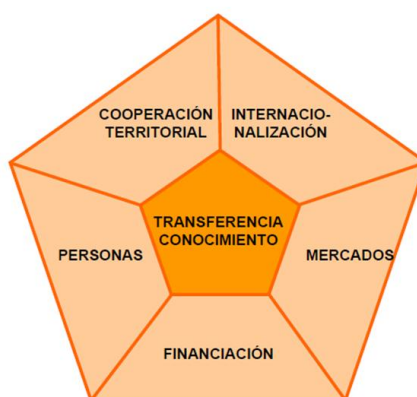 COOPERACIÓN
TERRITORIAL
INTERNACIO-
NALIZACIÓN
TRANSFERENCIA
CONOCIMIENTO
PERSONAS
MERCADOS
FINANCIACIÓN